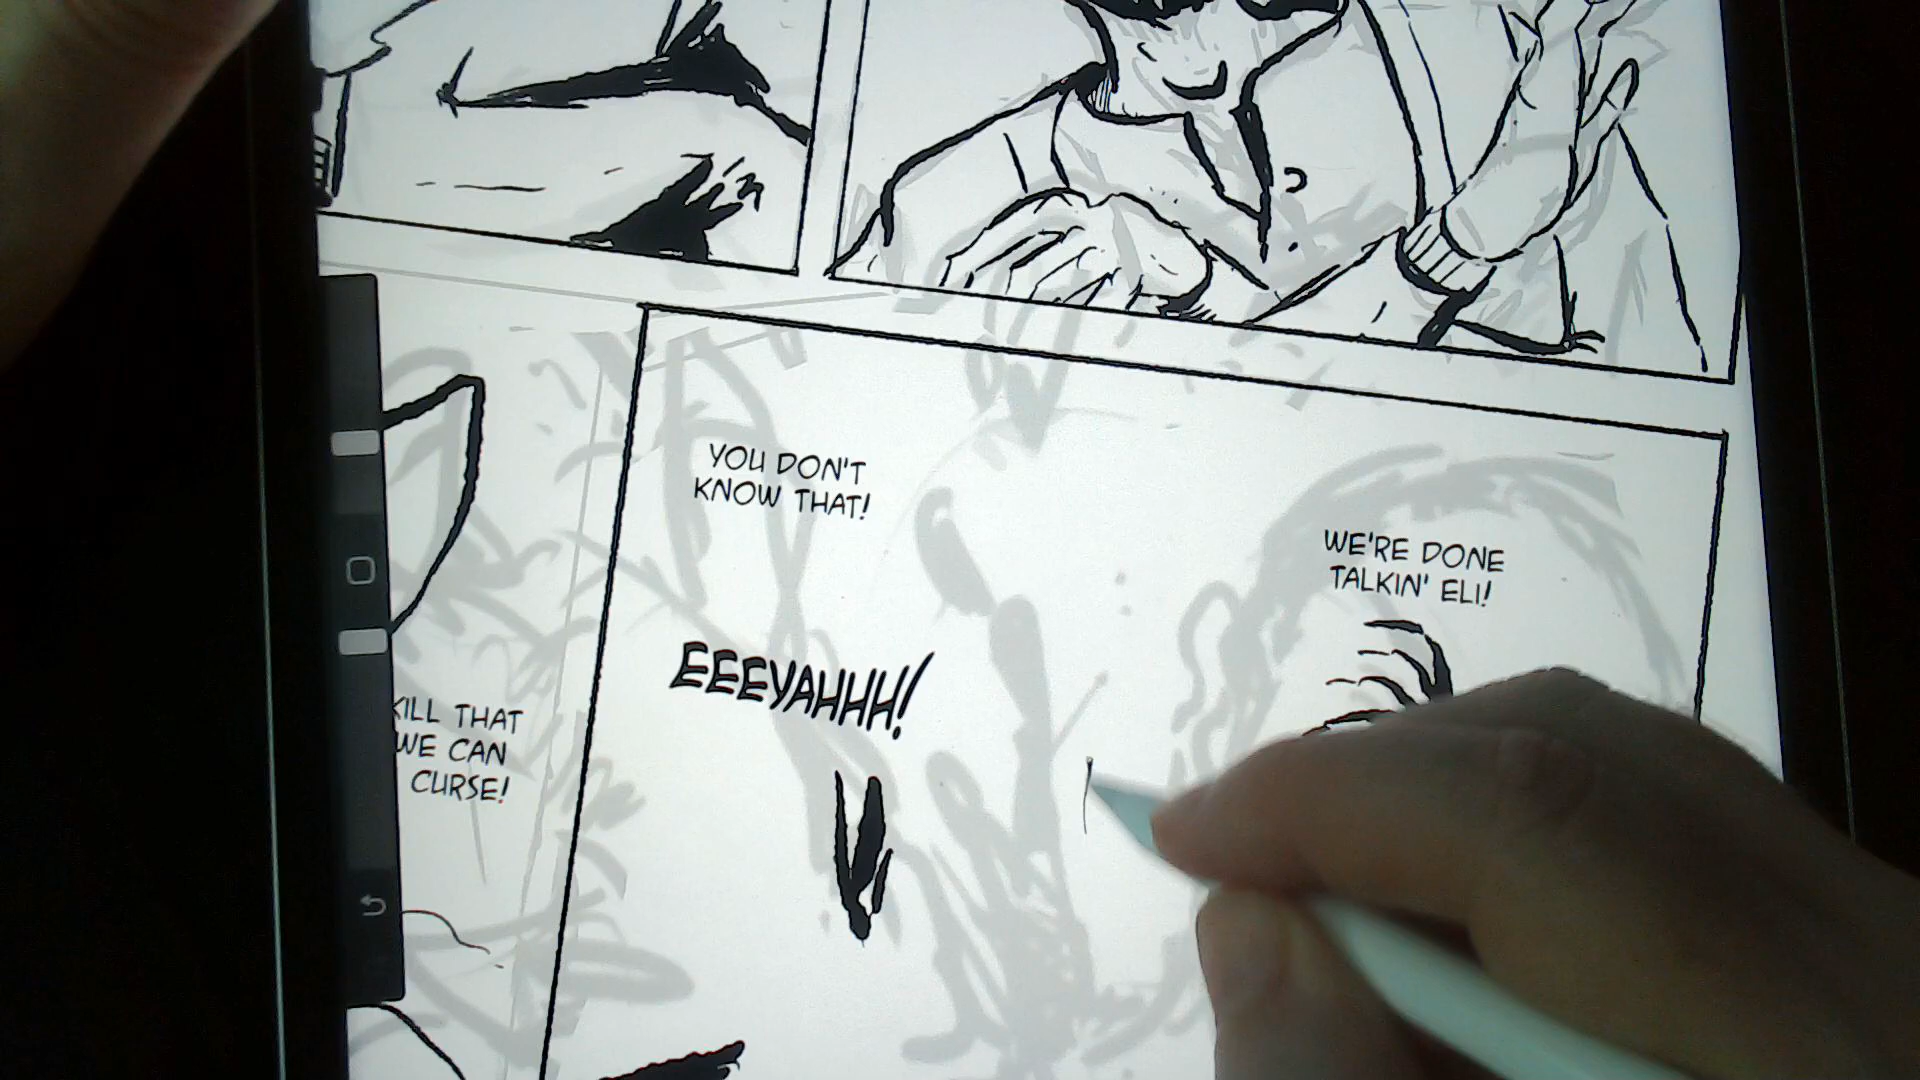 YOU DON'T
KNOW THAT!
WE'RE DONE
TALKIN' ELI!
EEEYAHHH!
KILL THAT
WE CAN
CURSE!